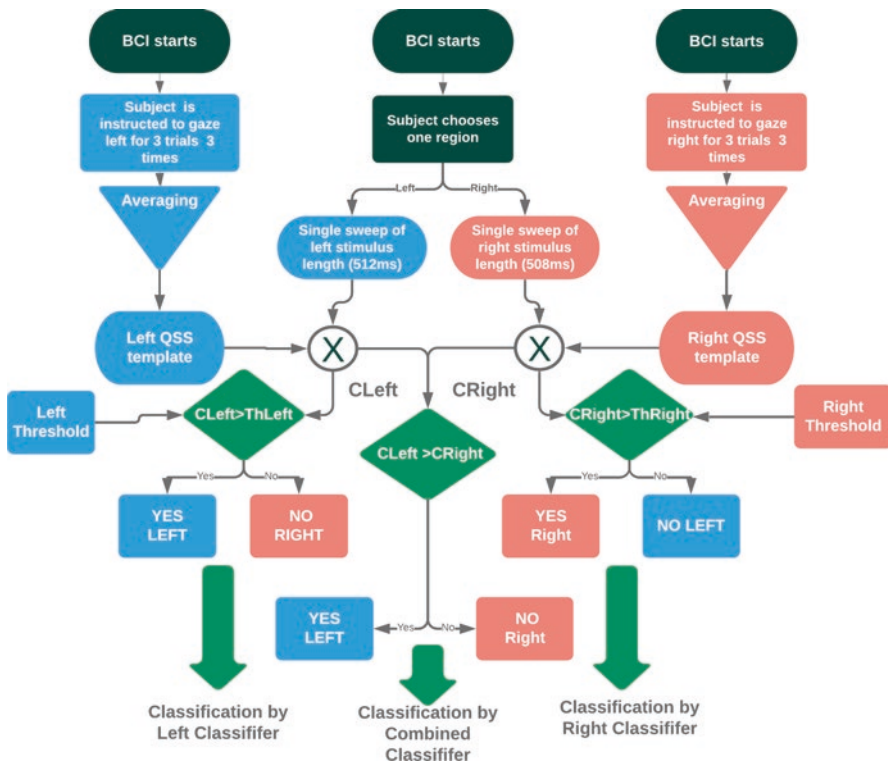 BCI starts
BCI starts
BCI starts
Subject is
instructed to gaze
left for 3 trials 3
times
Subject chooses
one region
Subject is
instructed to gaze
right for 3 trials 3
times
Averaging
Left
Right
Averaging
Single sweep of
left stimulus
length (512ms)
Single sweep of
right stimulus
length (508ms)
Left QSS
template
X
X
Right QSS
template
CLeft
CRight
Left
Threshold
CLeft>ThLeft
CLeft >CRight
CRight>ThRight
Right
Threshold
Yes
No
Yes
No
YES
LEFT
NO
RIGHT
YES
Right
NO LEFT
YES
LEFT
Yes
No
NO
Right
Classification by
Left Classififer
Classification by
Combined
Classififer
Classification by
Right Classififer